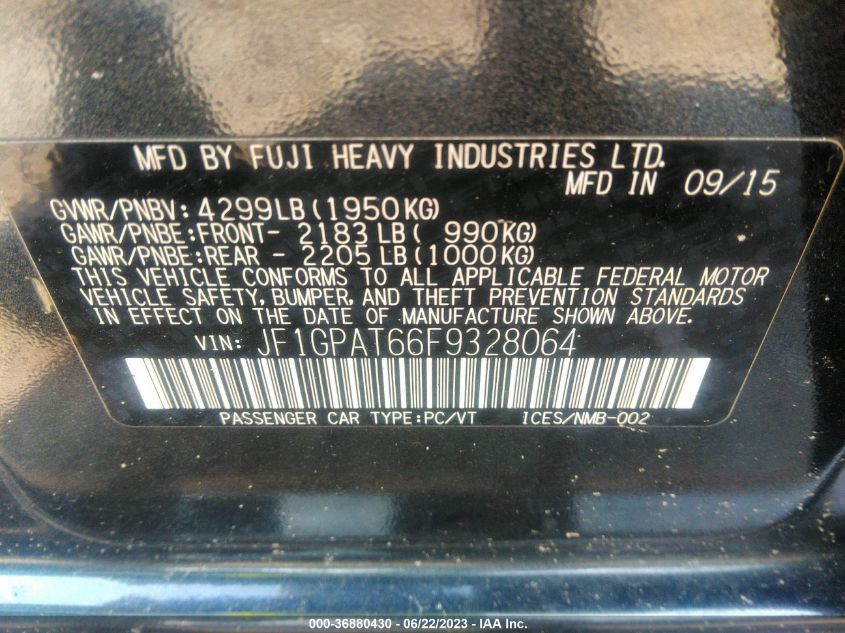 MFD BY FUJI HEAVY INDUSTRIES LTD.
MFD IN 09/15
GVWR/PNBV: 4299LB (1950KG)
GAWR/PNBE:FRONT- 2183 LB ( 990KG)
GAWR/PNBE:REAR - 2205 LB (1000KG)
THIS VEHICLE CONFORMS TO ALL APPLICABLE FEDERAL MOTOR
VEHICLE SAFETY, BUMPER, AND THEFT PREVENTION STANDARDS
IN EFFECT ON THE DATE OF MANUFACTURE SHOWN ABOVE.
VIN: JF1GPAT66F9328064
PASSENGER CAR TYPE:PC/VT ICES/NMB-002
000-36880430 - 06/22/2023 - IAA Inc.